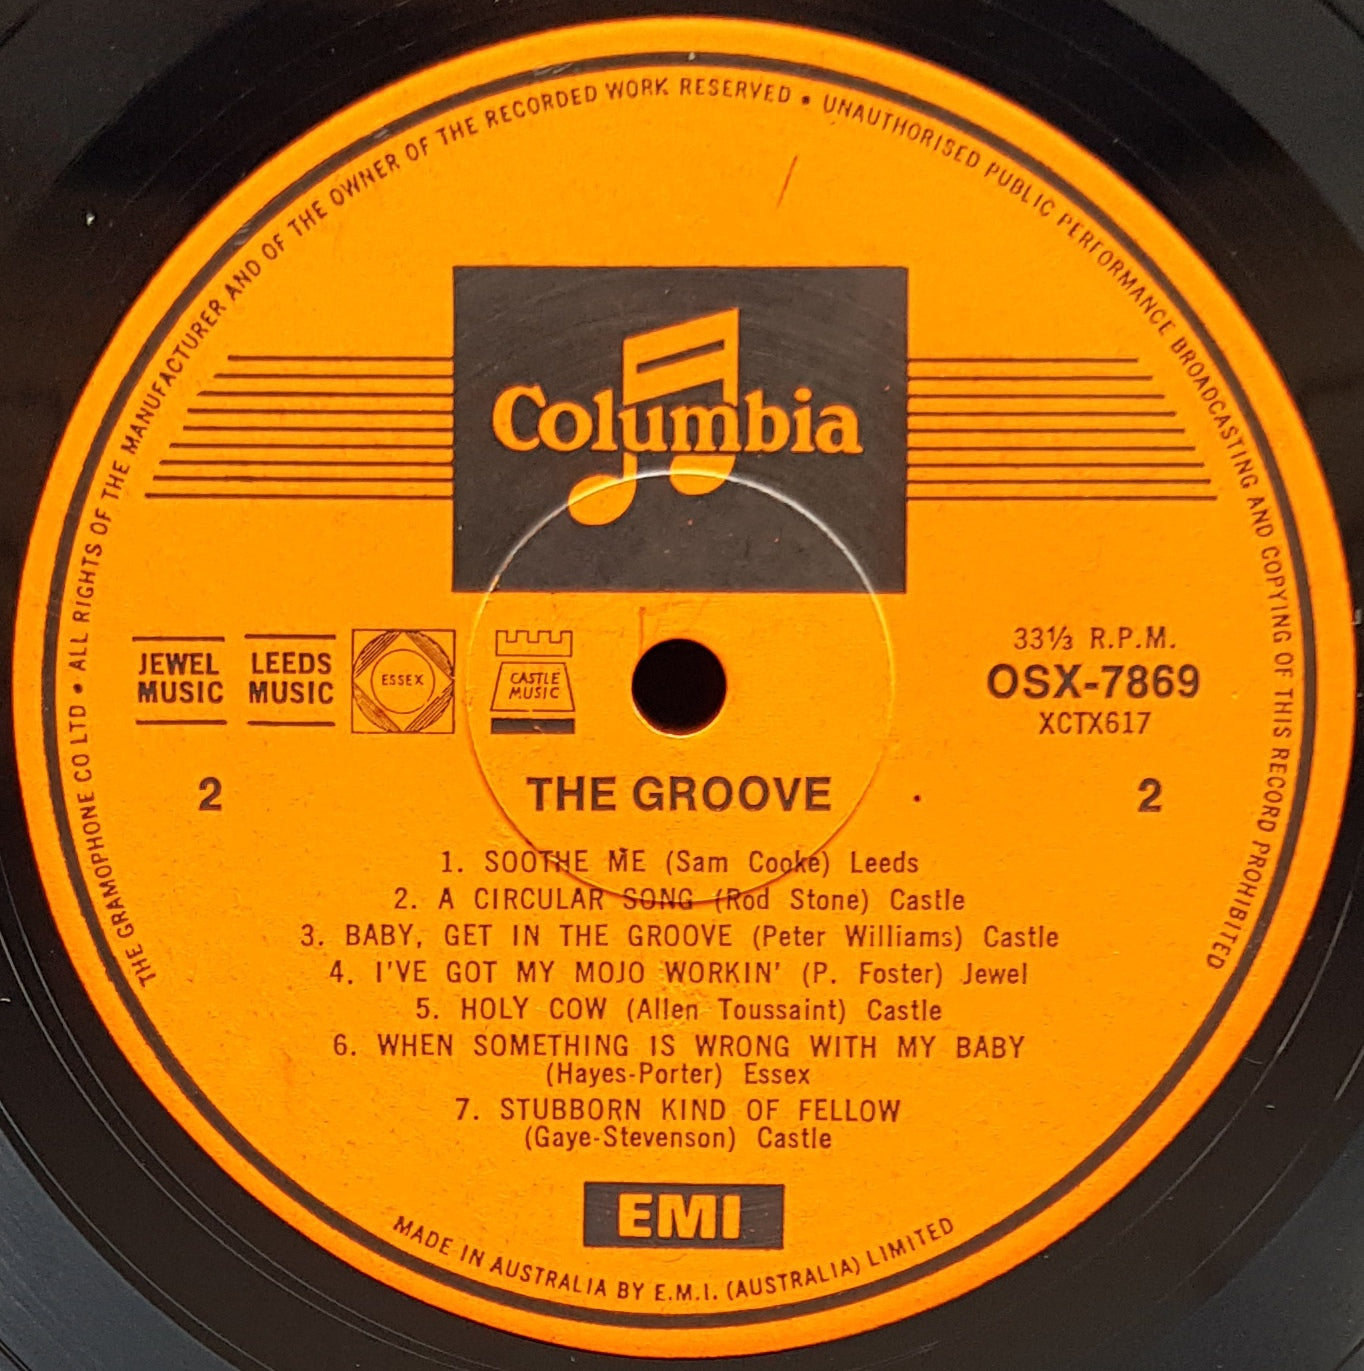 THE GRAMOPHONE CO LTD • ALL RIGHTS OF THE MANUFACTURER AND OF THE OWNER OF THE RECORDED WORK RESERVED • UNAUTHORISED PUBLIC PERFORMANCE BROADCASTING AND COPYING OF THIS RECORD PROHIBITED
Columbia
JEWEL MUSIC
LEEDS MUSIC
ESSEX
CASTLE MUSIC
33⅓ R.P.M.
OSX-7869
XCTX617
2 THE GROOVE 2
1. SOOTHE ME (Sam Cooke) Leeds
2. A CIRCULAR SONG (Rod Stone) Castle
3. BABY, GET IN THE GROOVE (Peter Williams) Castle
4. I'VE GOT MY MOJO WORKIN' (P. Foster) Jewel
5. HOLY COW (Allen Toussaint) Castle
6. WHEN SOMETHING IS WRONG WITH MY BABY
(Hayes-Porter) Essex
7. STUBBORN KIND OF FELLOW
(Gaye-Stevenson) Castle
EMI
MADE IN AUSTRALIA BY E.M.I. (AUSTRALIA) LIMITED